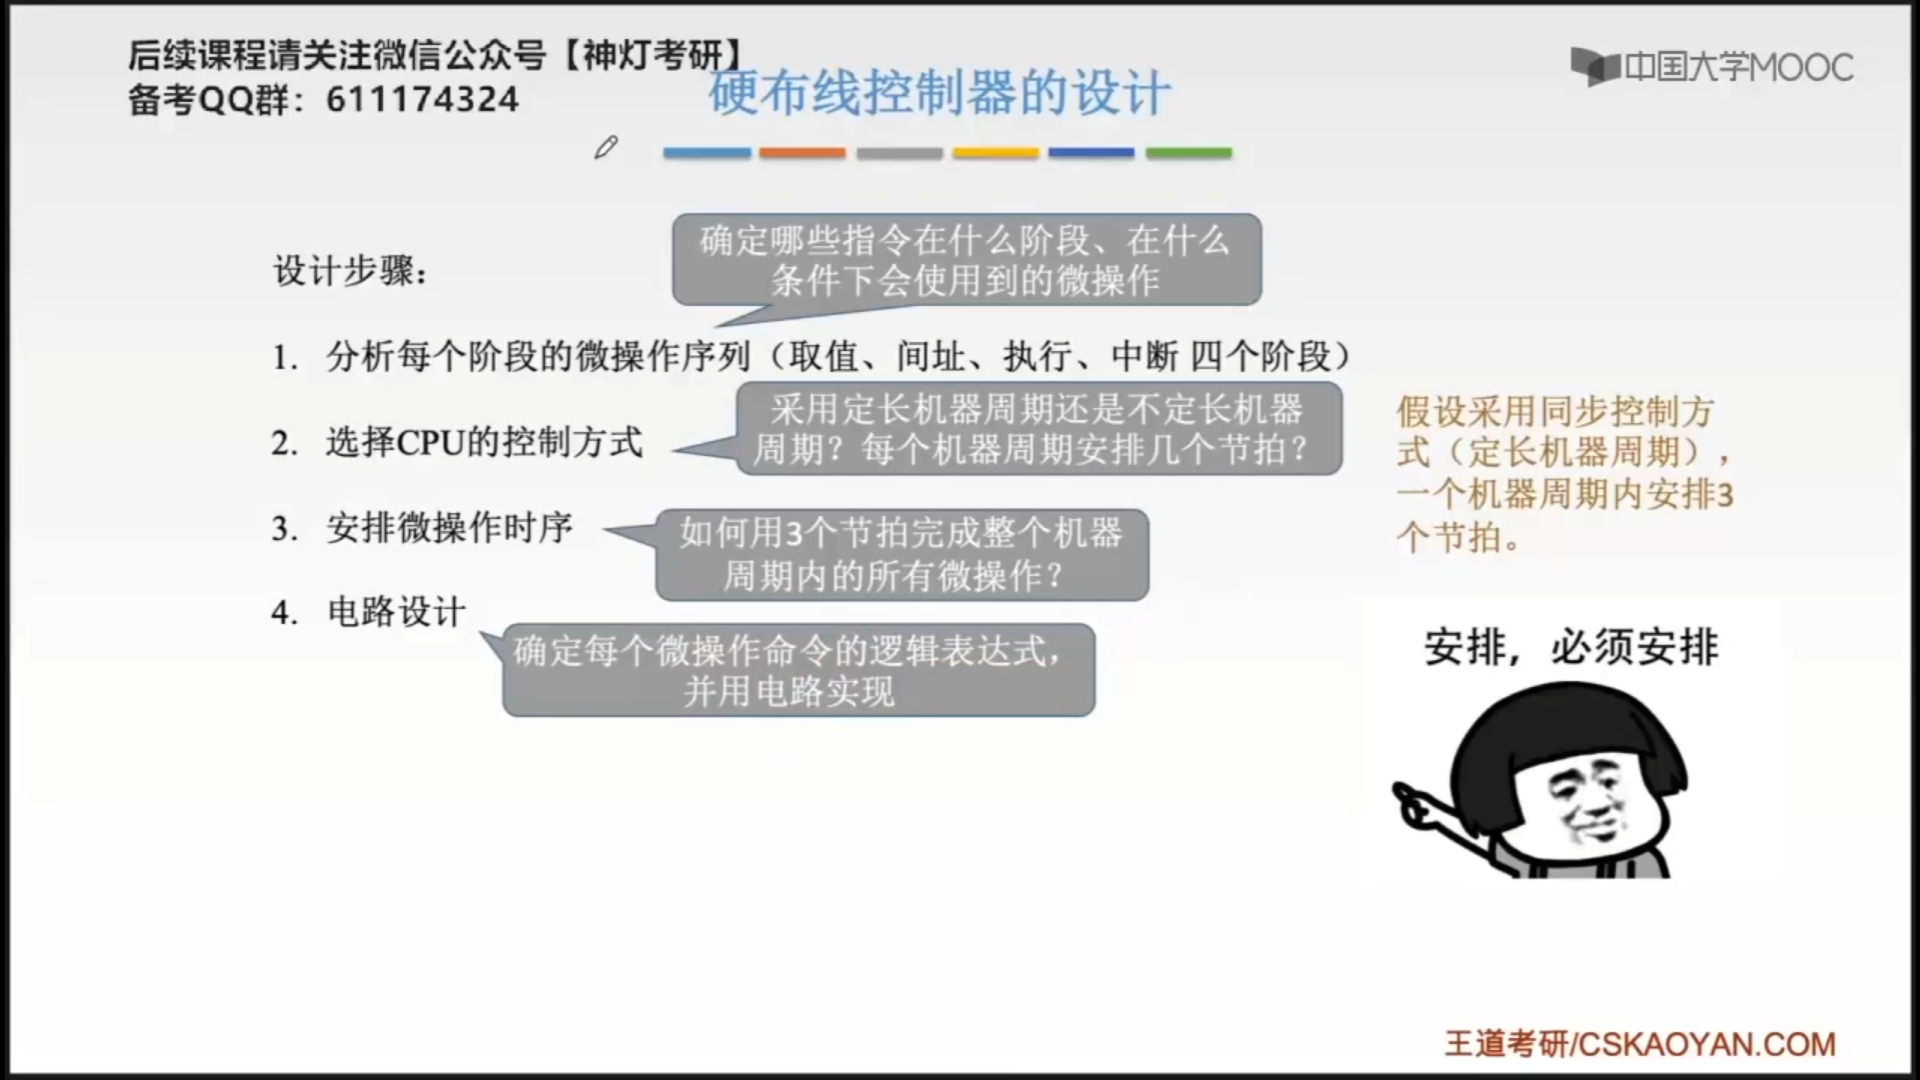 后续课程请关注微信公众号【神灯考研】
备考QQ群：611174324
硬布线控制器的设计
中国大学MOOC
设计步骤：
确定哪些指令在什么阶段、在什么
条件下会使用到的微操作
1. 分析每个阶段的微操作序列（取值、间址、执行、中断 四个阶段）
2. 选择CPU的控制方式
采用定长机器周期还是不定长机器
周期？每个机器周期安排几个节拍？
假设采用同步控制方
式（定长机器周期），
一个机器周期内安排3
个节拍。
3. 安排微操作时序
如何用3个节拍完成整个机器
周期内的所有微操作？
4. 电路设计
确定每个微操作命令的逻辑表达式，
并用电路实现
安排，必须安排
王道考研/CSKAOYAN.COM